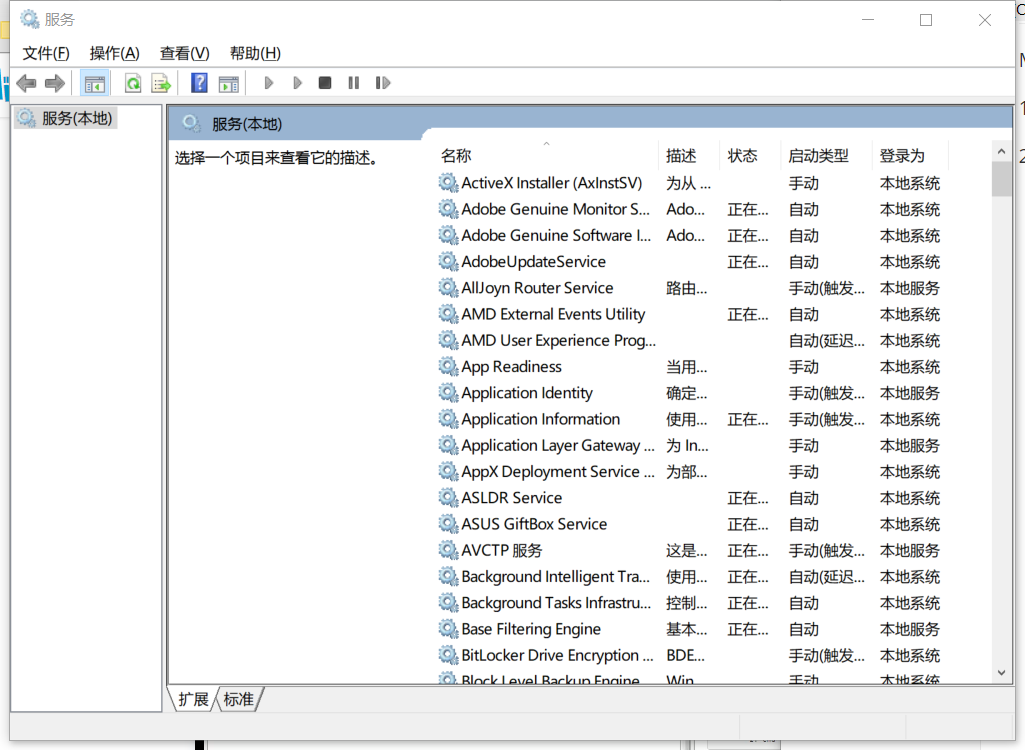 服务
文件(F) 操作(A) 查看(V) 帮助(H)
服务(本地)
服务(本地)
选择一个项目来查看它的描述。
名称 描述 状态 启动类型 登录为
ActiveX Installer (AxInstSV) 为从 ... 手动 本地系统
Adobe Genuine Monitor S... Ado... 正在... 自动 本地系统
Adobe Genuine Software I... Ado... 正在... 自动 本地系统
AdobeUpdateService 正在... 自动 本地系统
AllJoyn Router Service 路由... 手动(触发... 本地服务
AMD External Events Utility 正在... 自动 本地系统
AMD User Experience Prog... 自动(延迟... 本地系统
App Readiness 当用... 手动 本地系统
Application Identity 确定... 手动(触发... 本地服务
Application Information 使用... 正在... 手动(触发... 本地系统
Application Layer Gateway ... 为 In... 手动 本地服务
AppX Deployment Service ... 为部... 手动 本地系统
ASLDR Service 正在... 自动 本地系统
ASUS GiftBox Service 正在... 自动 本地系统
AVCTP 服务 这是... 正在... 手动(触发... 本地服务
Background Intelligent Tra... 使用... 正在... 自动(延迟... 本地系统
Background Tasks Infrastru... 控制... 正在... 自动 本地系统
Base Filtering Engine 基本... 正在... 自动 本地服务
BitLocker Drive Encryption ... BDE... 手动(触发... 本地系统
Block Level Backup Engine Win 手动 本地系统
扩展 标准